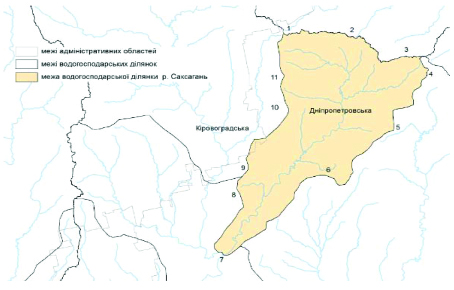 межі адміністративних областей
межі водогосподарських ділянок
межа водогосподарської ділянки р. Саксагань
1
2
3
4
11
10
Дніпропетровська
Кіровоградська
5
9
6
8
7